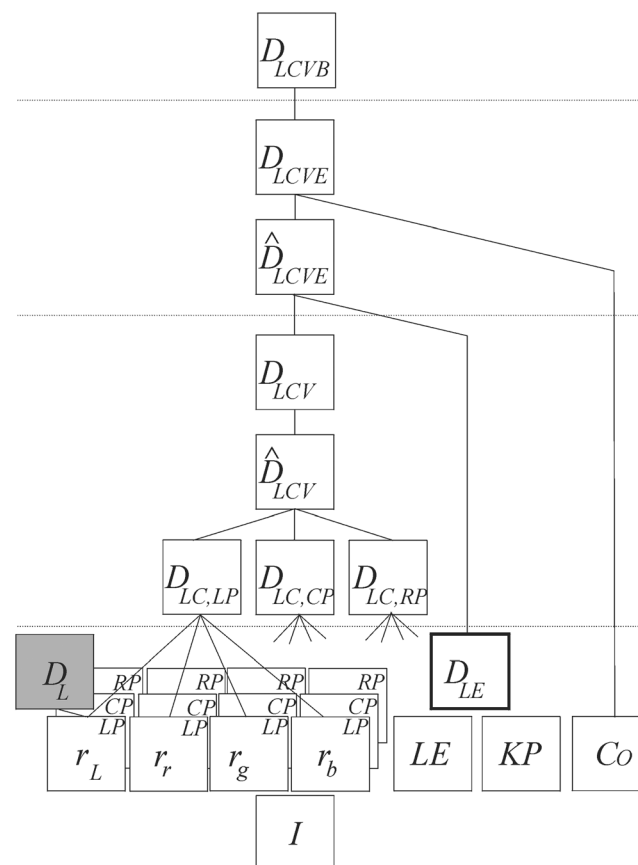 D_LCVB
D_LCVE
D̂_LCVE
D_LCV
D̂_LCV
D_LC,LP D_LC,CP D_LC,RP
D_L RP RP RP RP D_LE
CP CP CP CP
LP LP LP LP
r_L r_r r_g r_b LE KP Co
I